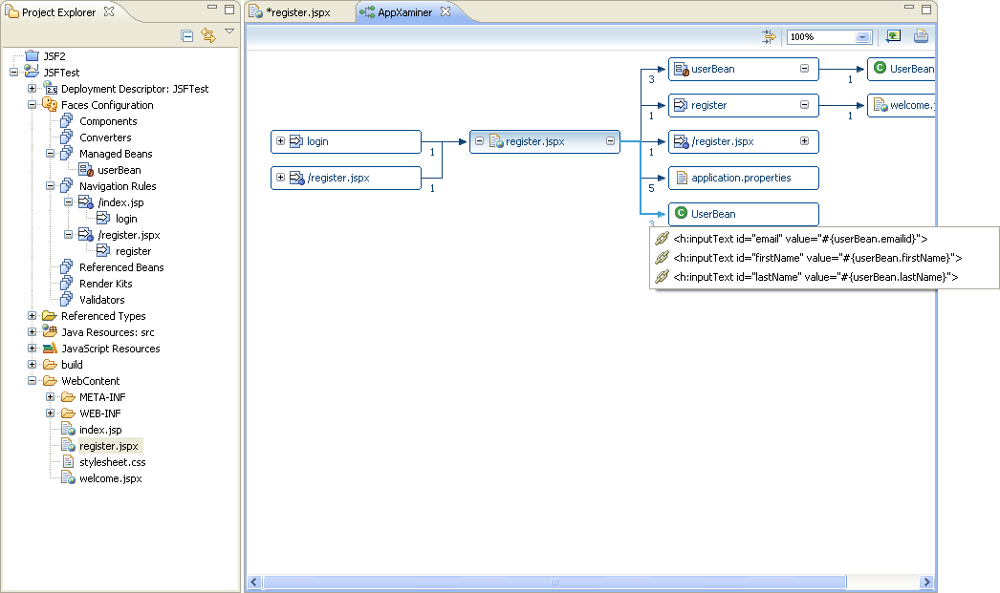 Project Explorer
*register.jspx
AppXaminer
100%
JSF2
JSFTest
Deployment Descriptor: JSFTest
2.5
Faces Configuration
Components
Converters
Managed Beans
userBean
Navigation Rules
/index.jsp
login
/register.jspx
register
Referenced Beans
Render Kits
Validators
Referenced Types
Java Resources: src
JavaScript Resources
build
WebContent
META-INF
WEB-INF
index.jsp
register.jspx
stylesheet.css
welcome.jspx
login
1
/register.jspx
1
register.jspx
3
userBean
1
C UserBean
1
register
1
welcome.j
1
/register.jspx
5
application.properties
3
C UserBean
<h:inputText id="email" value="#{userBean.emailid}">
<h:inputText id="firstName" value="#{userBean.firstName}">
<h:inputText id="lastName" value="#{userBean.lastName}">